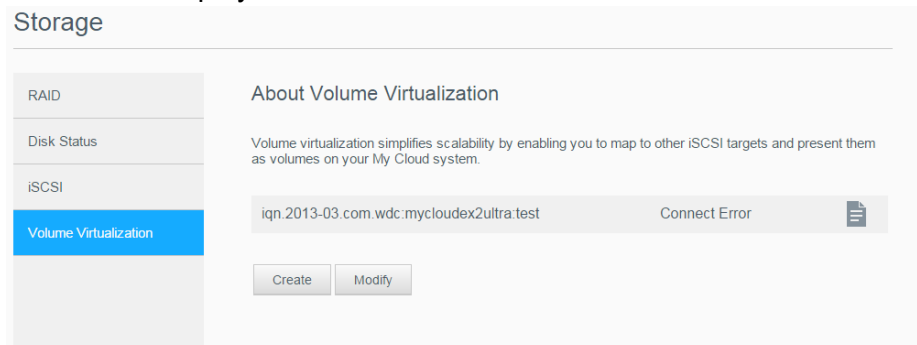 Storage
RAID
Disk Status
iSCSI
Volume Virtualization
About Volume Virtualization
Volume virtualization simplifies scalability by enabling you to map to other iSCSI targets and present them
as volumes on your My Cloud system.
iqn.2013-03.com.wdc:mycloudex2ultra:test Connect Error
Create Modify